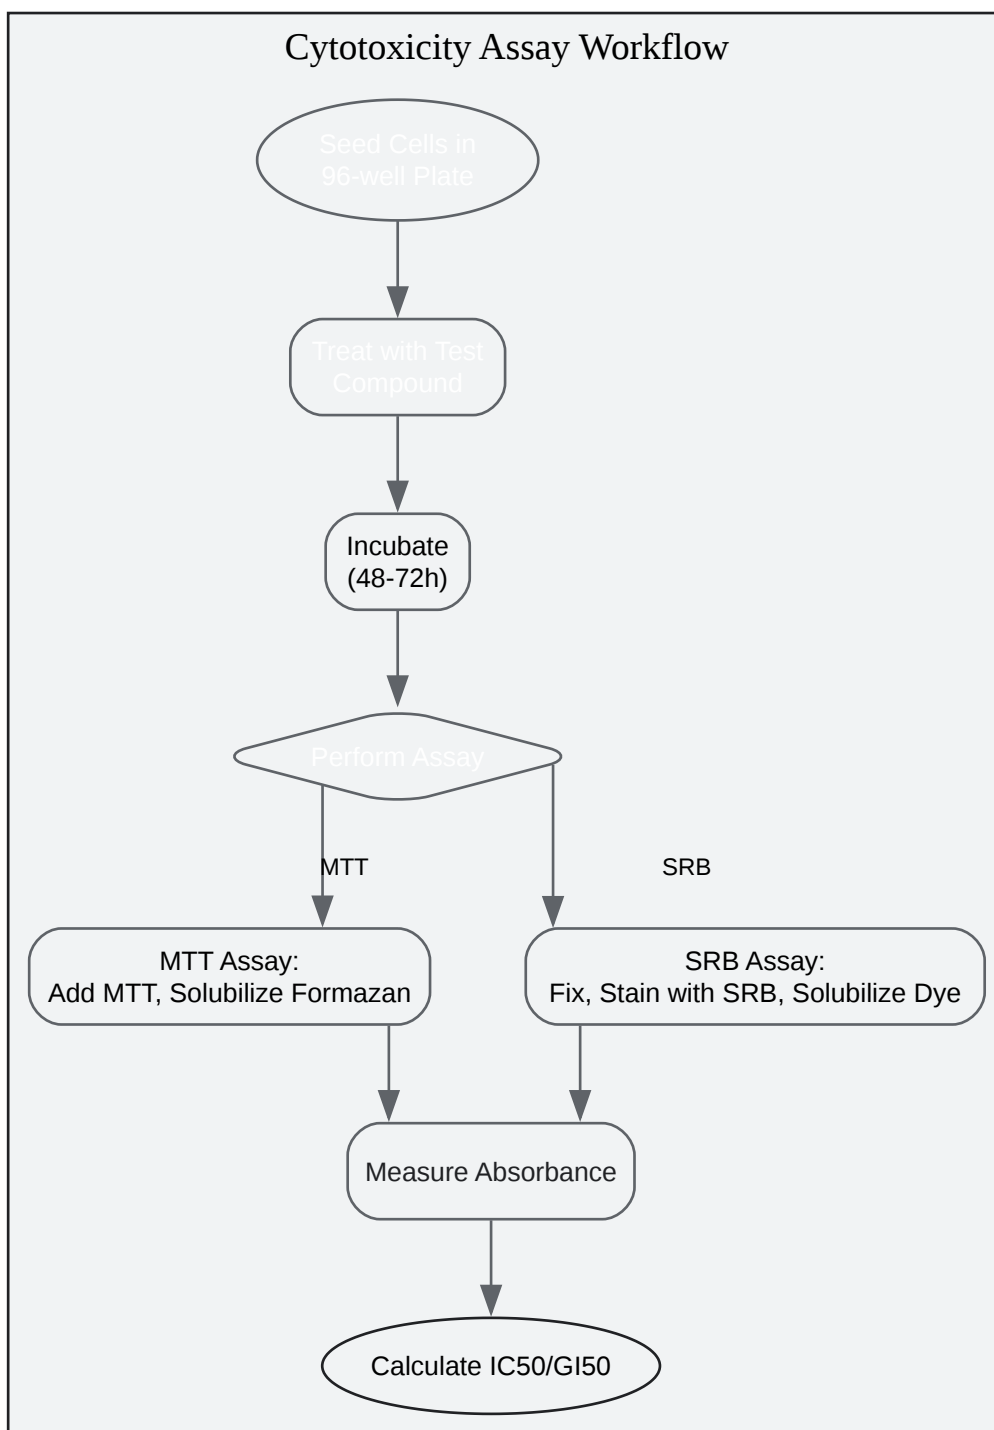 Cytotoxicity Assay Workflow
Seed Cells in
96-well Plate
Treat with Test
Compound
Incubate
(48-72h)
Perform Assay
MTT
SRB
MTT Assay:
Add MTT, Solubilize Formazan
SRB Assay:
Fix, Stain with SRB, Solubilize Dye
Measure Absorbance
Calculate IC50/GI50